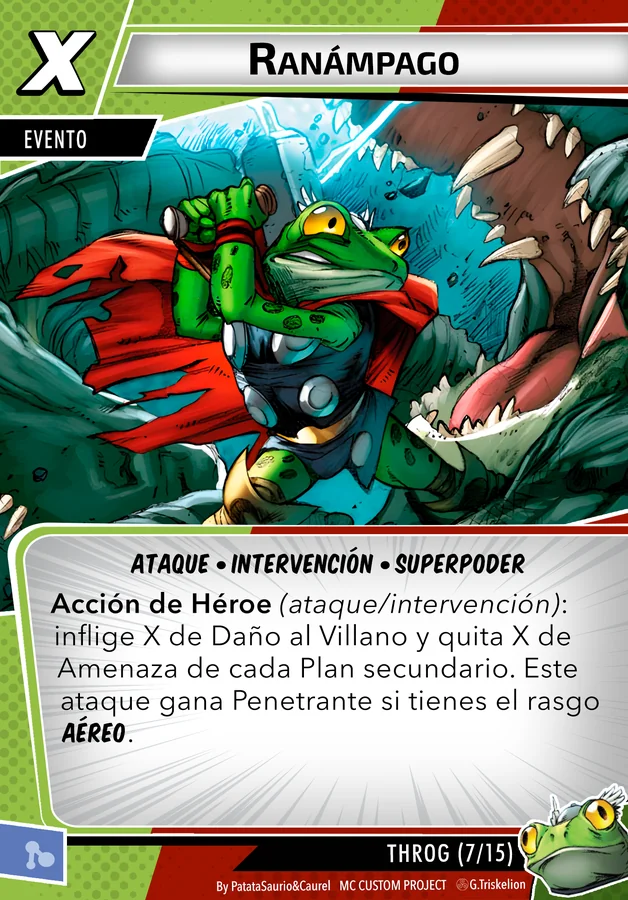 X
RANÁMPAGO
EVENTO
ATAQUE • INTERVENCIÓN • SUPERPODER
Acción de Héroe (ataque/intervención):
inflige X de Daño al Villano y quita X de
Amenaza de cada Plan secundario. Este
ataque gana Penetrante si tienes el rasgo
AÉREO.
THROG (7/15)
By PatataSaurio&Caurel MC CUSTOM PROJECT G.Triskelion